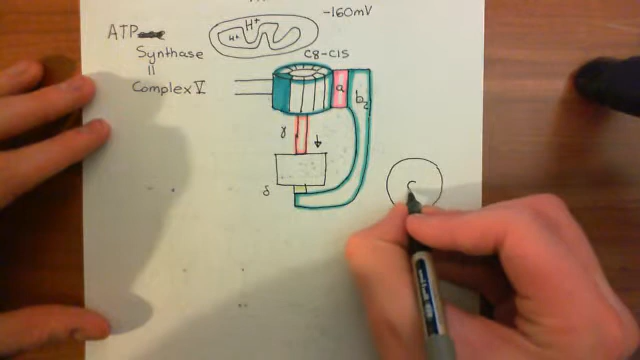 -160mV
ATP
H+
H+
Synthase
=
Complex V
C8-C15
a
b2
γ
δ
C